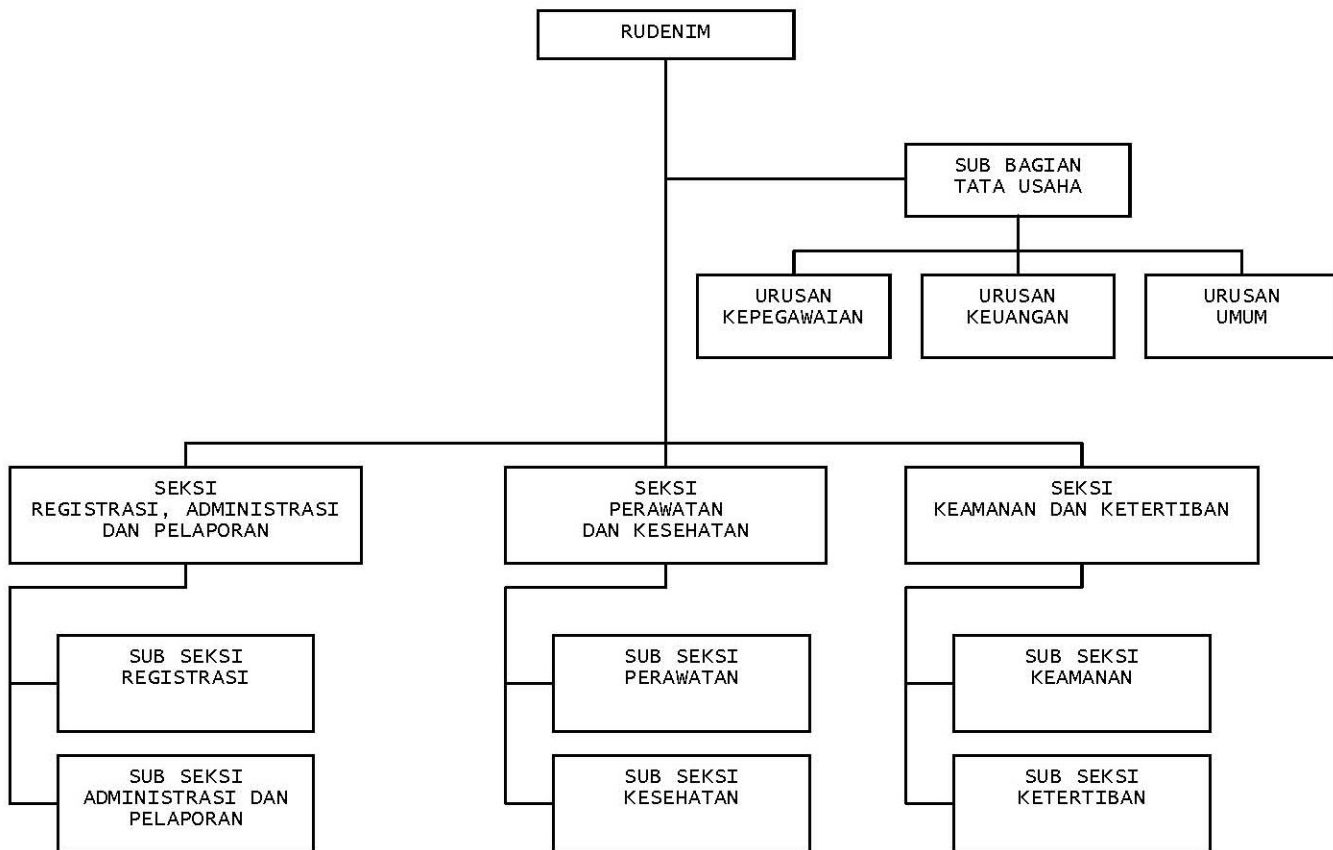 RUDENIM
SUB BAGIAN
TATA USAHA
URUSAN
KEPEGAWAIAN
URUSAN
KEUANGAN
URUSAN
UMUM
SEKSI
REGISTRASI, ADMINISTRASI
DAN PELAPORAN
SEKSI
PERAWATAN
DAN KESEHATAN
SEKSI
KEAMANAN DAN KETERTIBAN
SUB SEKSI
REGISTRASI
SUB SEKSI
ADMINISTRASI DAN
PELAPORAN
SUB SEKSI
PERAWATAN
SUB SEKSI
KESEHATAN
SUB SEKSI
KEAMANAN
SUB SEKSI
KETERTIBAN